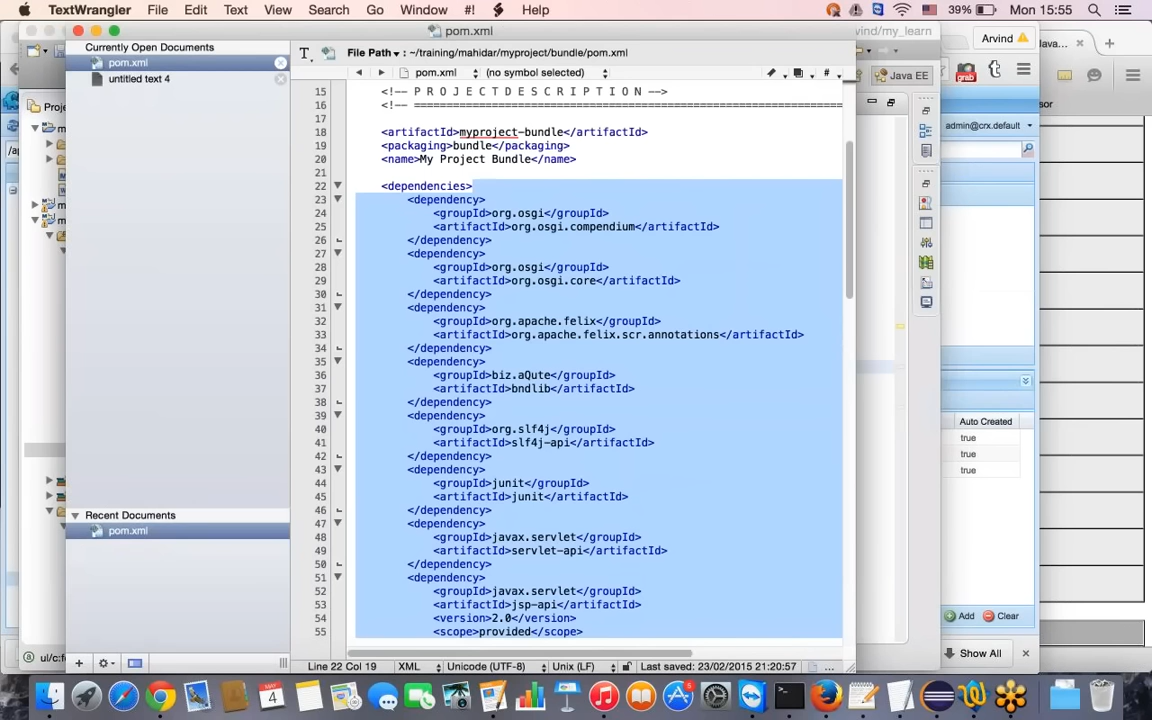 TextWrangler File Edit Text View Search Go Window #! Help 39% Mon 15:55
pom.xml
Currently Open Documents
pom.xml
untitled text 4
File Path : ~/training/mahidar/myproject/bundle/pom.xml
pom.xml (no symbol selected)
vind/my_learn
Arvind
Java...
grab
Java EE
sor
Proj
admin@crx.default
15 <!-- P R O J E C T D E S C R I P T I O N -->
16 <!-- ====================================================================
17
18 <artifactId>myproject-bundle</artifactId>
19 <packaging>bundle</packaging>
20 <name>My Project Bundle</name>
21
22 <dependencies>
23 <dependency>
24 <groupId>org.osgi</groupId>
25 <artifactId>org.osgi.compendium</artifactId>
26 </dependency>
27 <dependency>
28 <groupId>org.osgi</groupId>
29 <artifactId>org.osgi.core</artifactId>
30 </dependency>
31 <dependency>
32 <groupId>org.apache.felix</groupId>
33 <artifactId>org.apache.felix.scr.annotations</artifactId>
34 </dependency>
35 <dependency>
36 <groupId>biz.aQute</groupId>
37 <artifactId>bndlib</artifactId>
38 </dependency>
39 <dependency>
40 <groupId>org.slf4j</groupId>
41 <artifactId>slf4j-api</artifactId>
42 </dependency>
43 <dependency>
44 <groupId>junit</groupId>
45 <artifactId>junit</artifactId>
46 </dependency>
47 <dependency>
48 <groupId>javax.servlet</groupId>
49 <artifactId>servlet-api</artifactId>
50 </dependency>
51 <dependency>
52 <groupId>javax.servlet</groupId>
53 <artifactId>jsp-api</artifactId>
54 <version>2.0</version>
55 <scope>provided</scope>
Auto Created
true
true
true
Recent Documents
pom.xml
Add Clear
Show All
ul/c:f
Line 22 Col 19 XML Unicode (UTF-8) Unix (LF) Last saved: 23/02/2015 21:20:57 ...
4